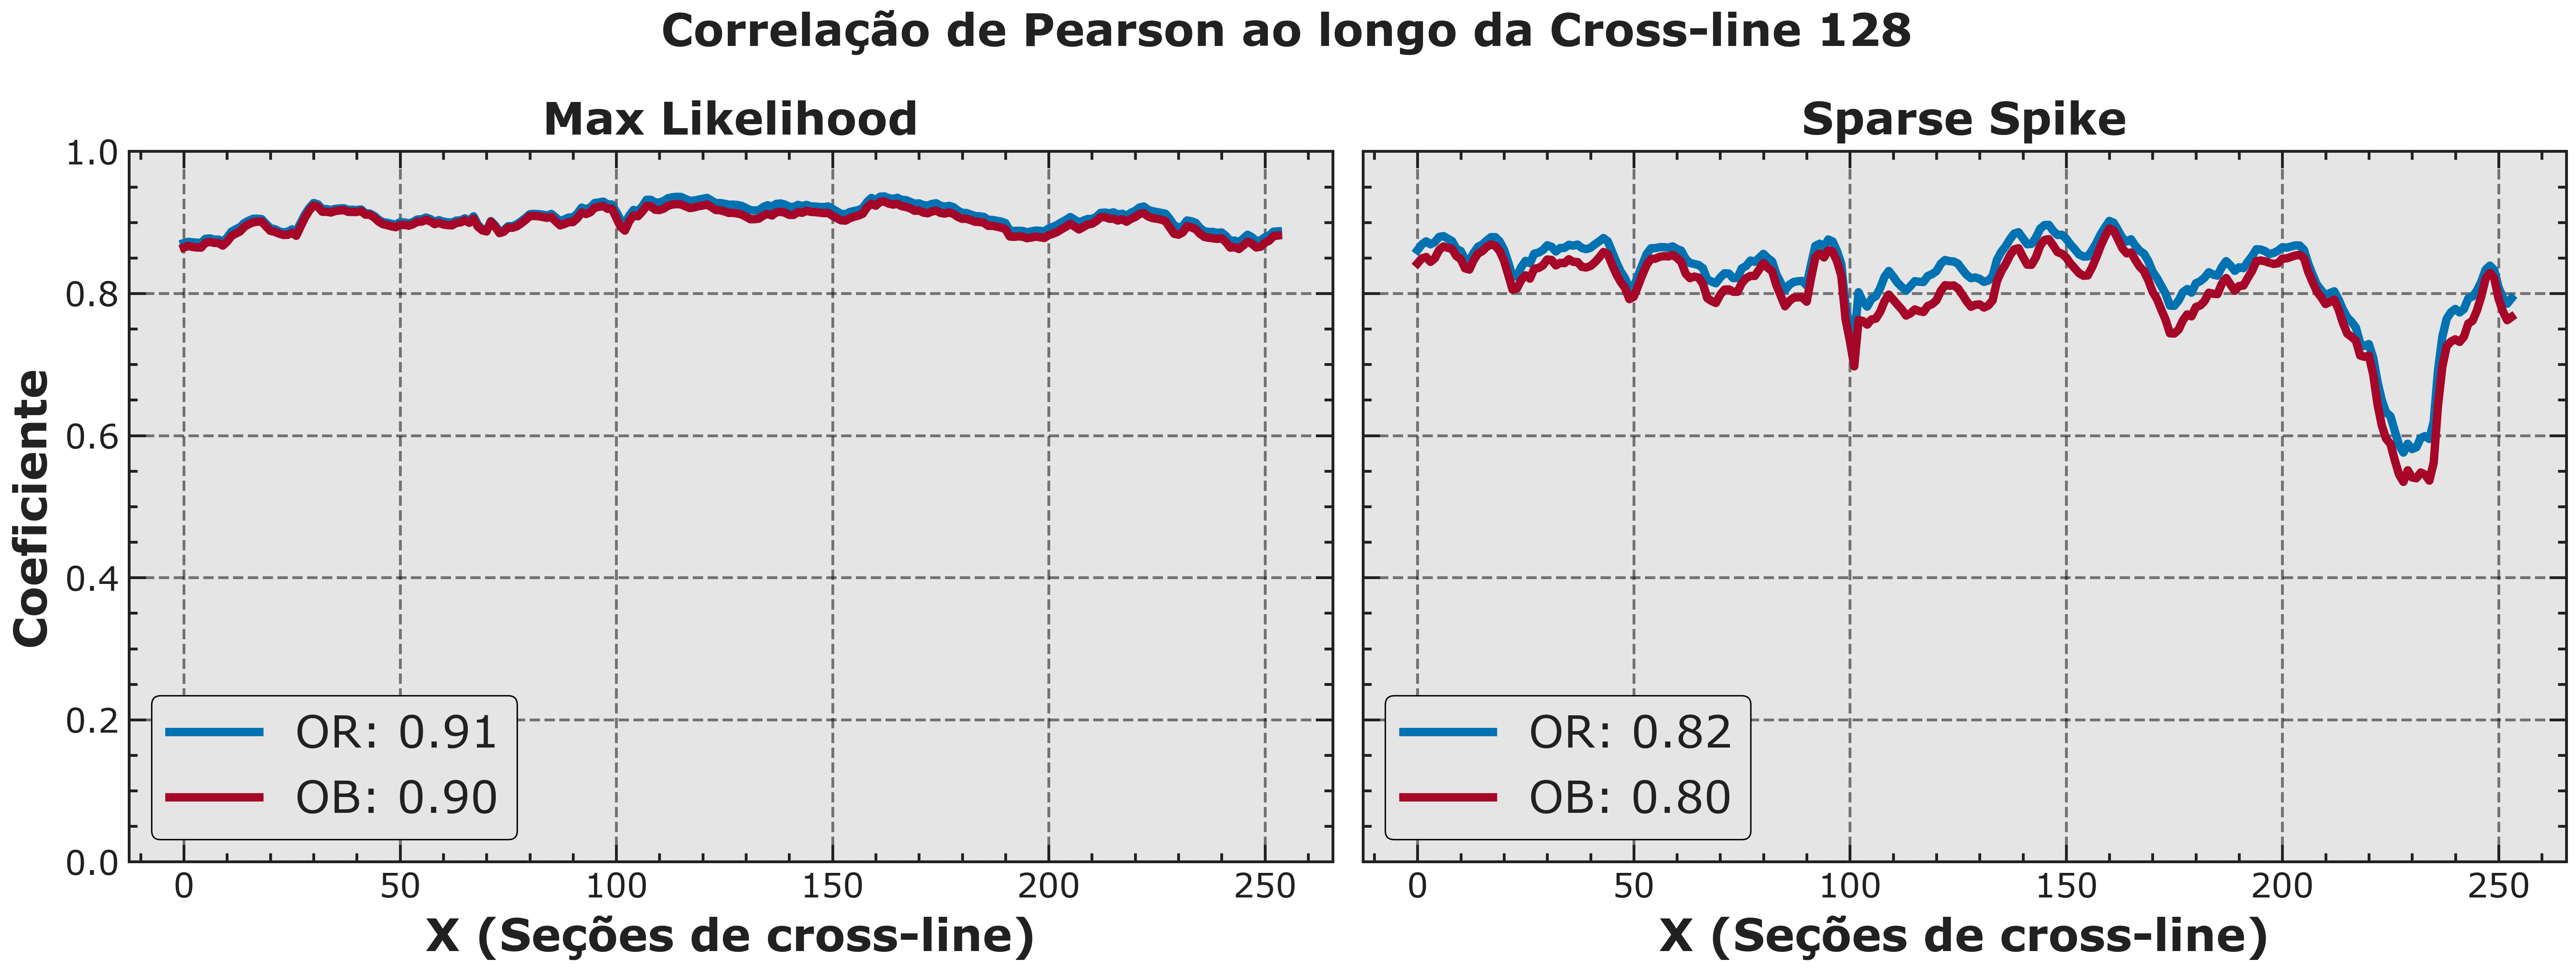 Correlação de Pearson ao longo da Cross-line 128
Max Likelihood
Coeficiente
1.0
0.8
0.6
0.4
0.2
0.0
OR: 0.91
OB: 0.90
0 50 100 150 200 250
X (Seções de cross-line)
Sparse Spike
OR: 0.82
OB: 0.80
0 50 100 150 200 250
X (Seções de cross-line)